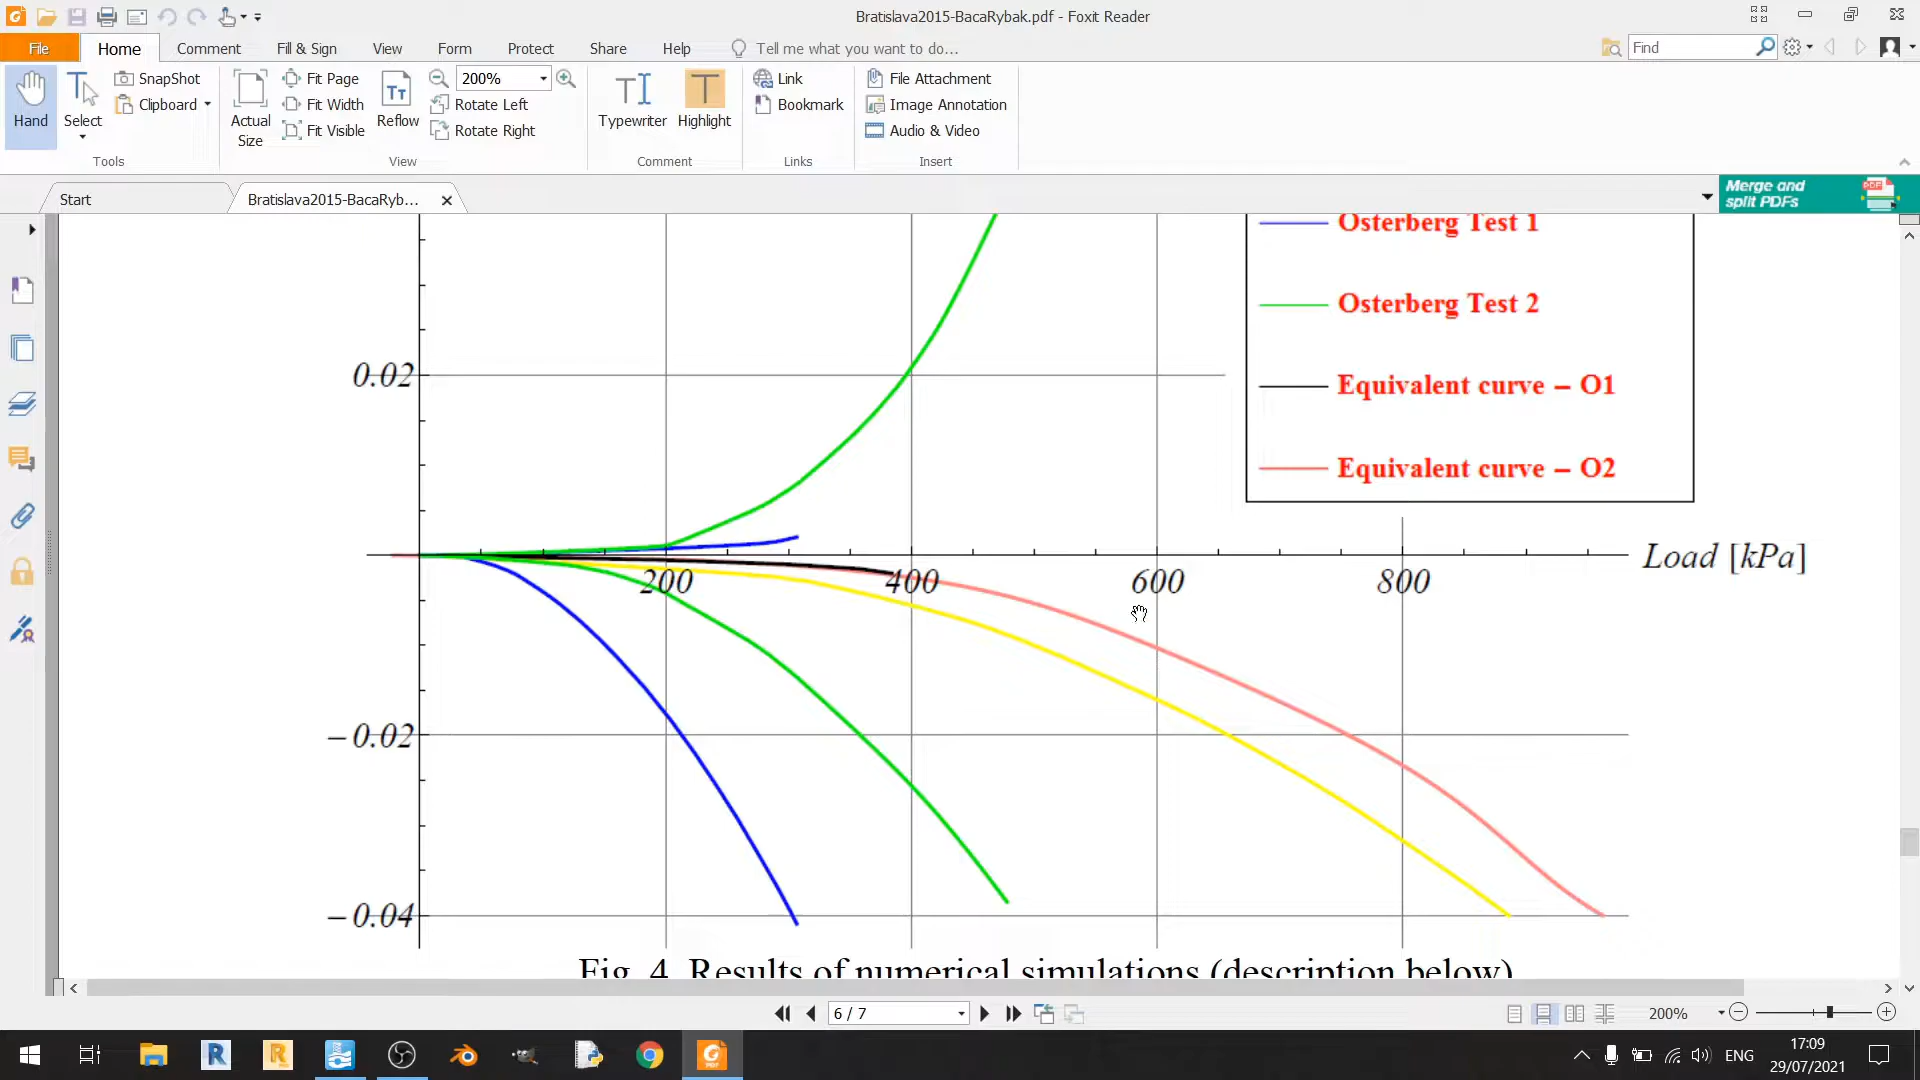 Bratislava2015-BacaRybak.pdf - Foxit Reader
File Home Comment Fill & Sign View Form Protect Share Help Tell me what you want to do... Find
Hand
Select
SnapShot
Clipboard
Tools
Actual
Size
Fit Page
Fit Width
Fit Visible
Reflow
200%
Rotate Left
Rotate Right
View
Typewriter
Highlight
Comment
Link
Bookmark
Links
File Attachment
Image Annotation
Audio & Video
Insert
Start
Bratislava2015-BacaRyb...
Merge and
split PDFs
PDF
Osterberg Test 1
Osterberg Test 2
Equivalent curve – O1
Equivalent curve – O2
0.02
200 400 600 800
Load [kPa]
−0.02
−0.04
Fig. 4. Results of numerical simulations (description below)
6 / 7
200%
ENG
17:09
29/07/2021